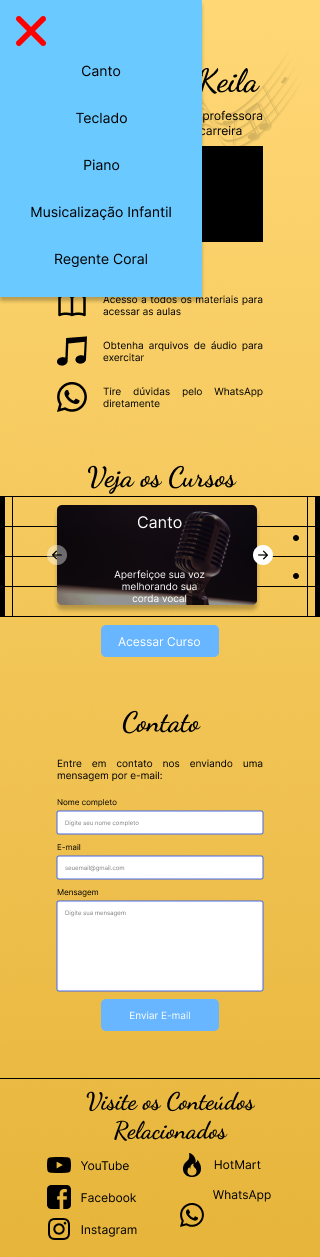 Canto
Keila
Teclado
professora
carreira
Piano
Musicalização Infantil
Regente Coral
Acesso a todos os materiais para
acessar as aulas
Obtenha arquivos de áudio para
exercitar
Tire dúvidas pelo WhatsApp
diretamente
Veja os Cursos
Canto
Aperfeiçoe sua voz
melhorando sua
corda vocal
Acessar Curso
Contato
Entre em contato nos enviando uma
mensagem por e-mail:
Nome completo
Digite seu nome completo
E-mail
seuemail@gmail.com
Mensagem
Digite sua mensagem
Enviar E-mail
Visite os Conteúdos
Relacionados
YouTube
HotMart
Facebook
WhatsApp
Instagram